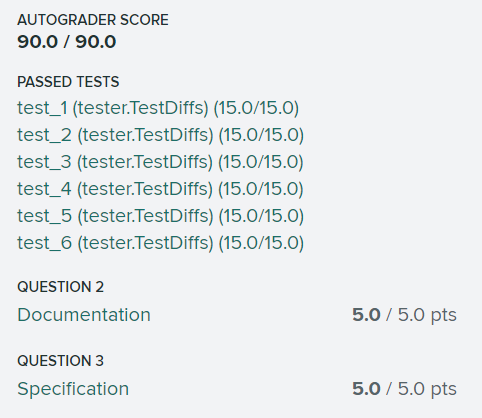 AUTOGRADER SCORE
90.0 / 90.0
PASSED TESTS
test_1 (tester.TestDiffs) (15.0/15.0)
test_2 (tester.TestDiffs) (15.0/15.0)
test_3 (tester.TestDiffs) (15.0/15.0)
test_4 (tester.TestDiffs) (15.0/15.0)
test_5 (tester.TestDiffs) (15.0/15.0)
test_6 (tester.TestDiffs) (15.0/15.0)
QUESTION 2
Documentation 5.0 / 5.0 pts
QUESTION 3
Specification 5.0 / 5.0 pts